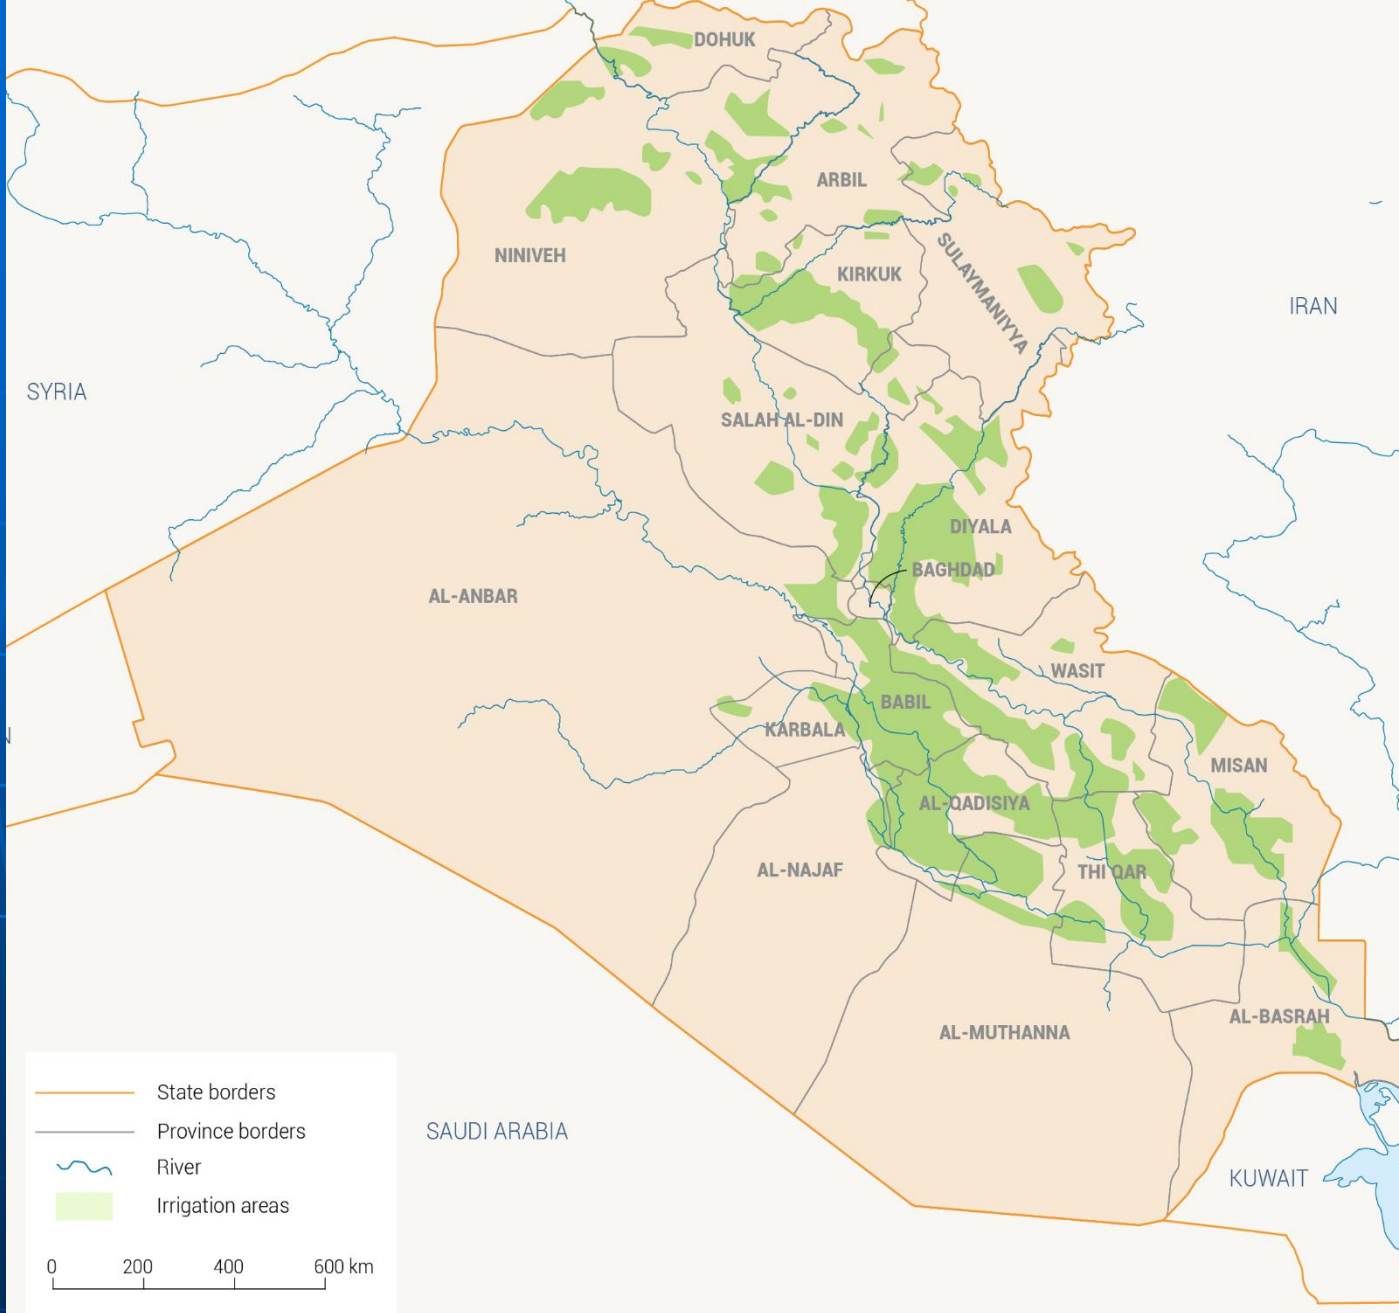 DOHUK
ARBIL
NINIVEH
SULAYMANIYYA
KIRKUK
IRAN
SYRIA
SALAH AL-DIN
DIYALA
BAGHDAD
AL-ANBAR
WASIT
BABIL
KARBALA
N
MISAN
AL-QADISIYA
AL-NAJAF
THI QAR
AL-BASRAH
AL-MUTHANNA
SAUDI ARABIA
KUWAIT
State borders
Province borders
River
Irrigation areas
0 200 400 600 km